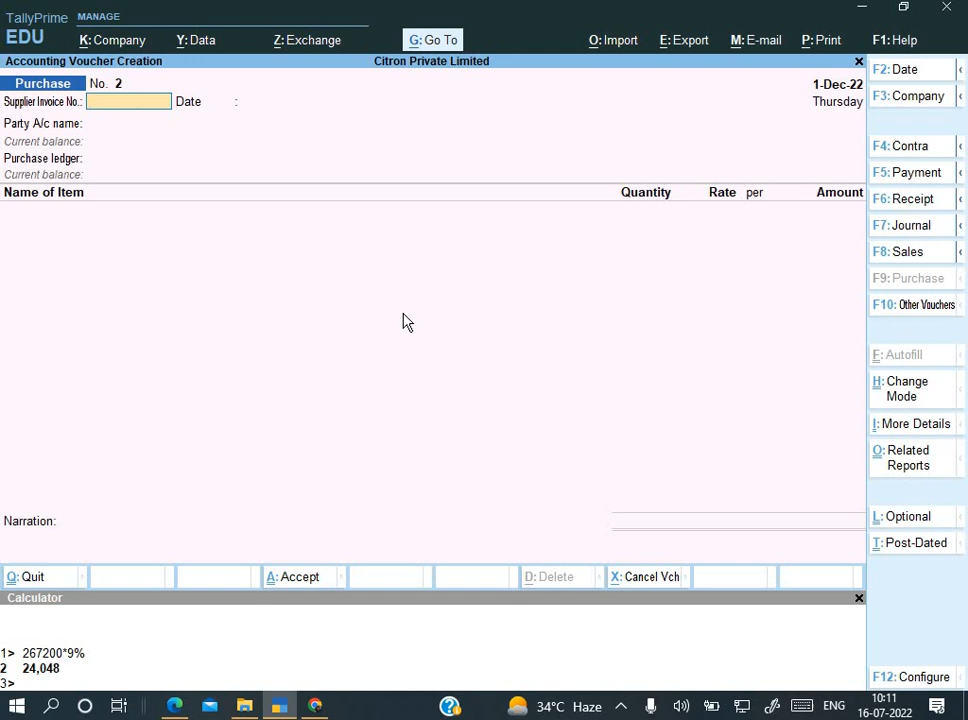 TallyPrime MANAGE
EDU K: Company Y: Data Z: Exchange G: Go To O: Import E: Export M: E-mail P: Print F1: Help
Accounting Voucher Creation Citron Private Limited
Purchase No. 2 1-Dec-22
Supplier Invoice No.: Date : Thursday
Party A/c name:
Current balance:
Purchase ledger:
Current balance:
Name of Item Quantity Rate per Amount
Narration:
Q: Quit A: Accept D: Delete X: Cancel Vch
F2: Date
F3: Company
F4: Contra
F5: Payment
F6: Receipt
F7: Journal
F8: Sales
F9: Purchase
F10: Other Vouchers
F: Autofill
H: Change
Mode
I: More Details
O: Related
Reports
L: Optional
T: Post-Dated
F12: Configure
Calculator
1> 267200*9%
2 24,048
3>
34°C Haze ENG 10:11
16-07-2022